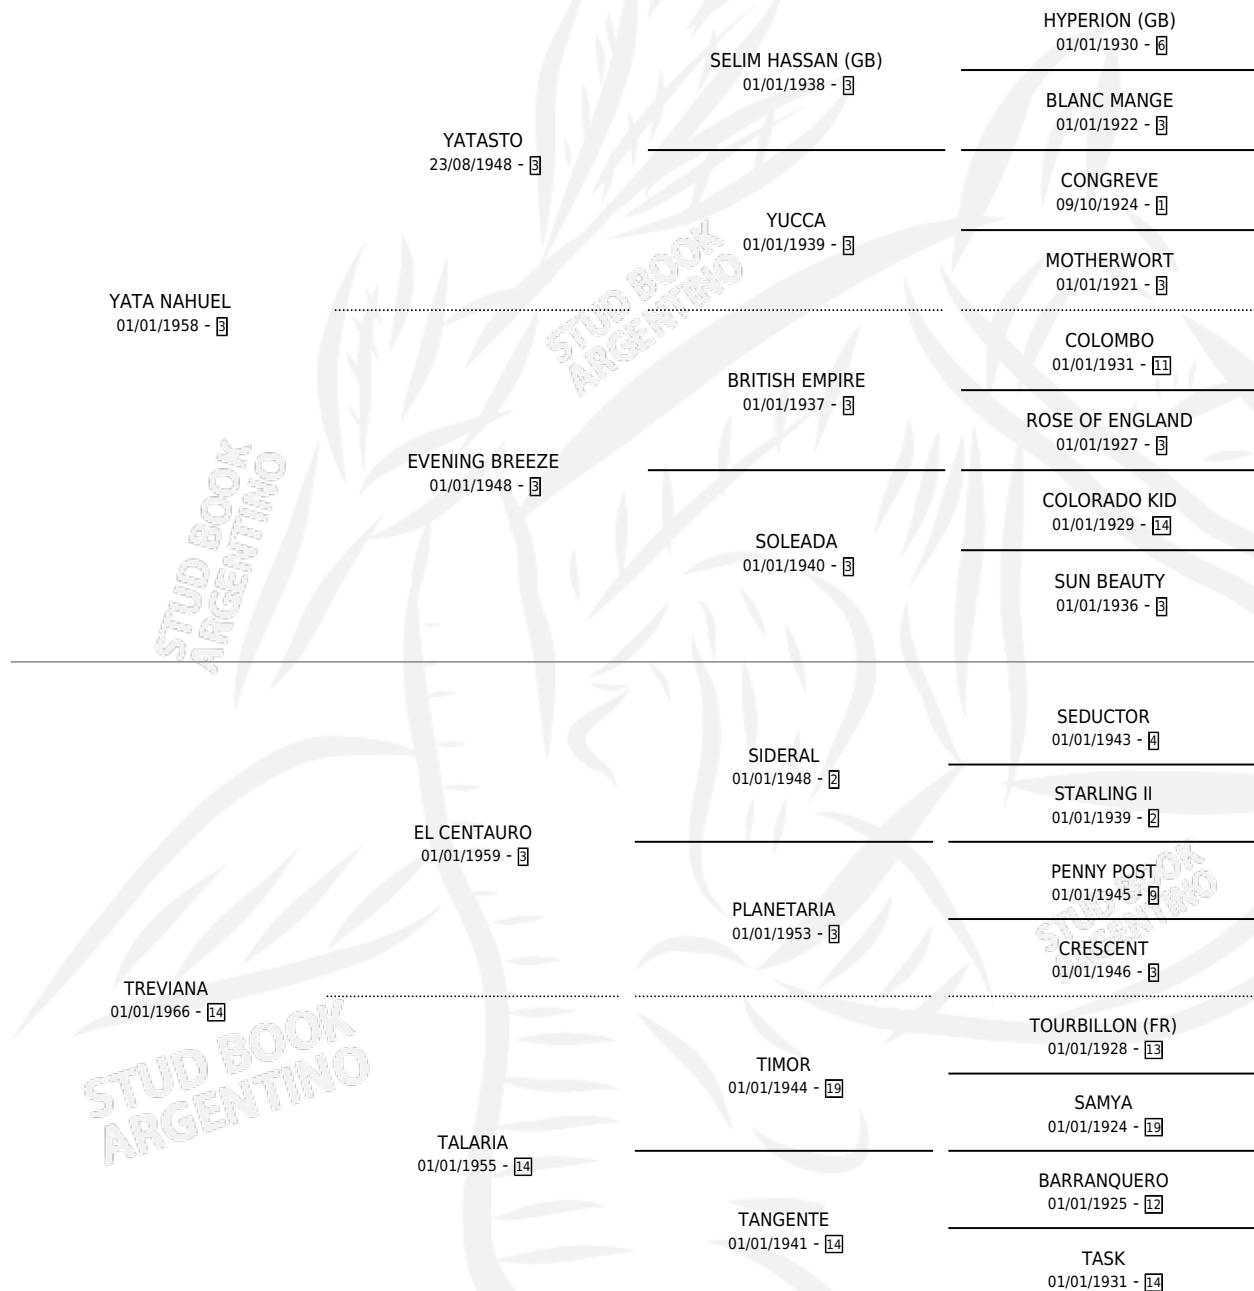 HYPERION (GB)
01/01/1930 - 6
SELIM HASSAN (GB)
01/01/1938 - 3
BLANC MANGE
01/01/1922 - 3
YATASTO
23/08/1948 - 3
CONGREVE
09/10/1924 - 1
YUCCA
01/01/1939 - 3
MOTHERWORT
01/01/1921 - 3
YATA NAHUEL
01/01/1958 - 3
STUD BOOK
ARGENTINO
COLOMBO
01/01/1931 - 11
BRITISH EMPIRE
01/01/1937 - 3
ROSE OF ENGLAND
01/01/1927 - 3
EVENING BREEZE
01/01/1948 - 3
COLORADO KID
01/01/1929 - 14
SOLEADA
01/01/1940 - 3
SUN BEAUTY
01/01/1936 - 3
STUD BOOK
ARGENTINO
SEDUCTOR
01/01/1943 - 4
SIDERAL
01/01/1948 - 2
STARLING II
01/01/1939 - 2
EL CENTAURO
01/01/1959 - 3
PENNY POST
01/01/1945 - 9
PLANETARIA
01/01/1953 - 3
CRESCENT
01/01/1946 - 3
STUD BOOK
ARGENTINO
TREVIANA
01/01/1966 - 14
TOURBILLON (FR)
01/01/1928 - 13
TIMOR
01/01/1944 - 19
SAMYA
01/01/1924 - 19
STUD BOOK
ARGENTINO
TALARIA
01/01/1955 - 14
BARRANQUERO
01/01/1925 - 12
TANGENTE
01/01/1941 - 14
TASK
01/01/1931 - 14